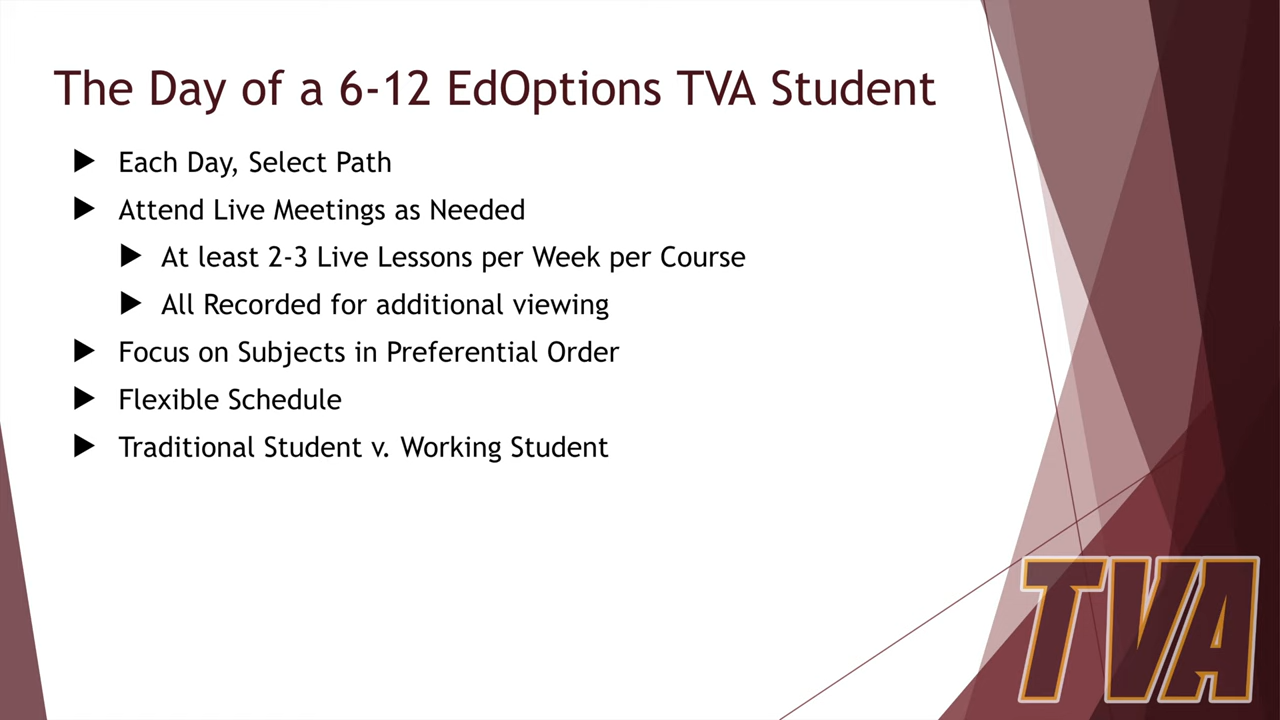 The Day of a 6-12 EdOptions TVA Student
Each Day, Select Path
Attend Live Meetings as Needed
At least 2-3 Live Lessons per Week per Course
All Recorded for additional viewing
Focus on Subjects in Preferential Order
Flexible Schedule
Traditional Student v. Working Student
TVA